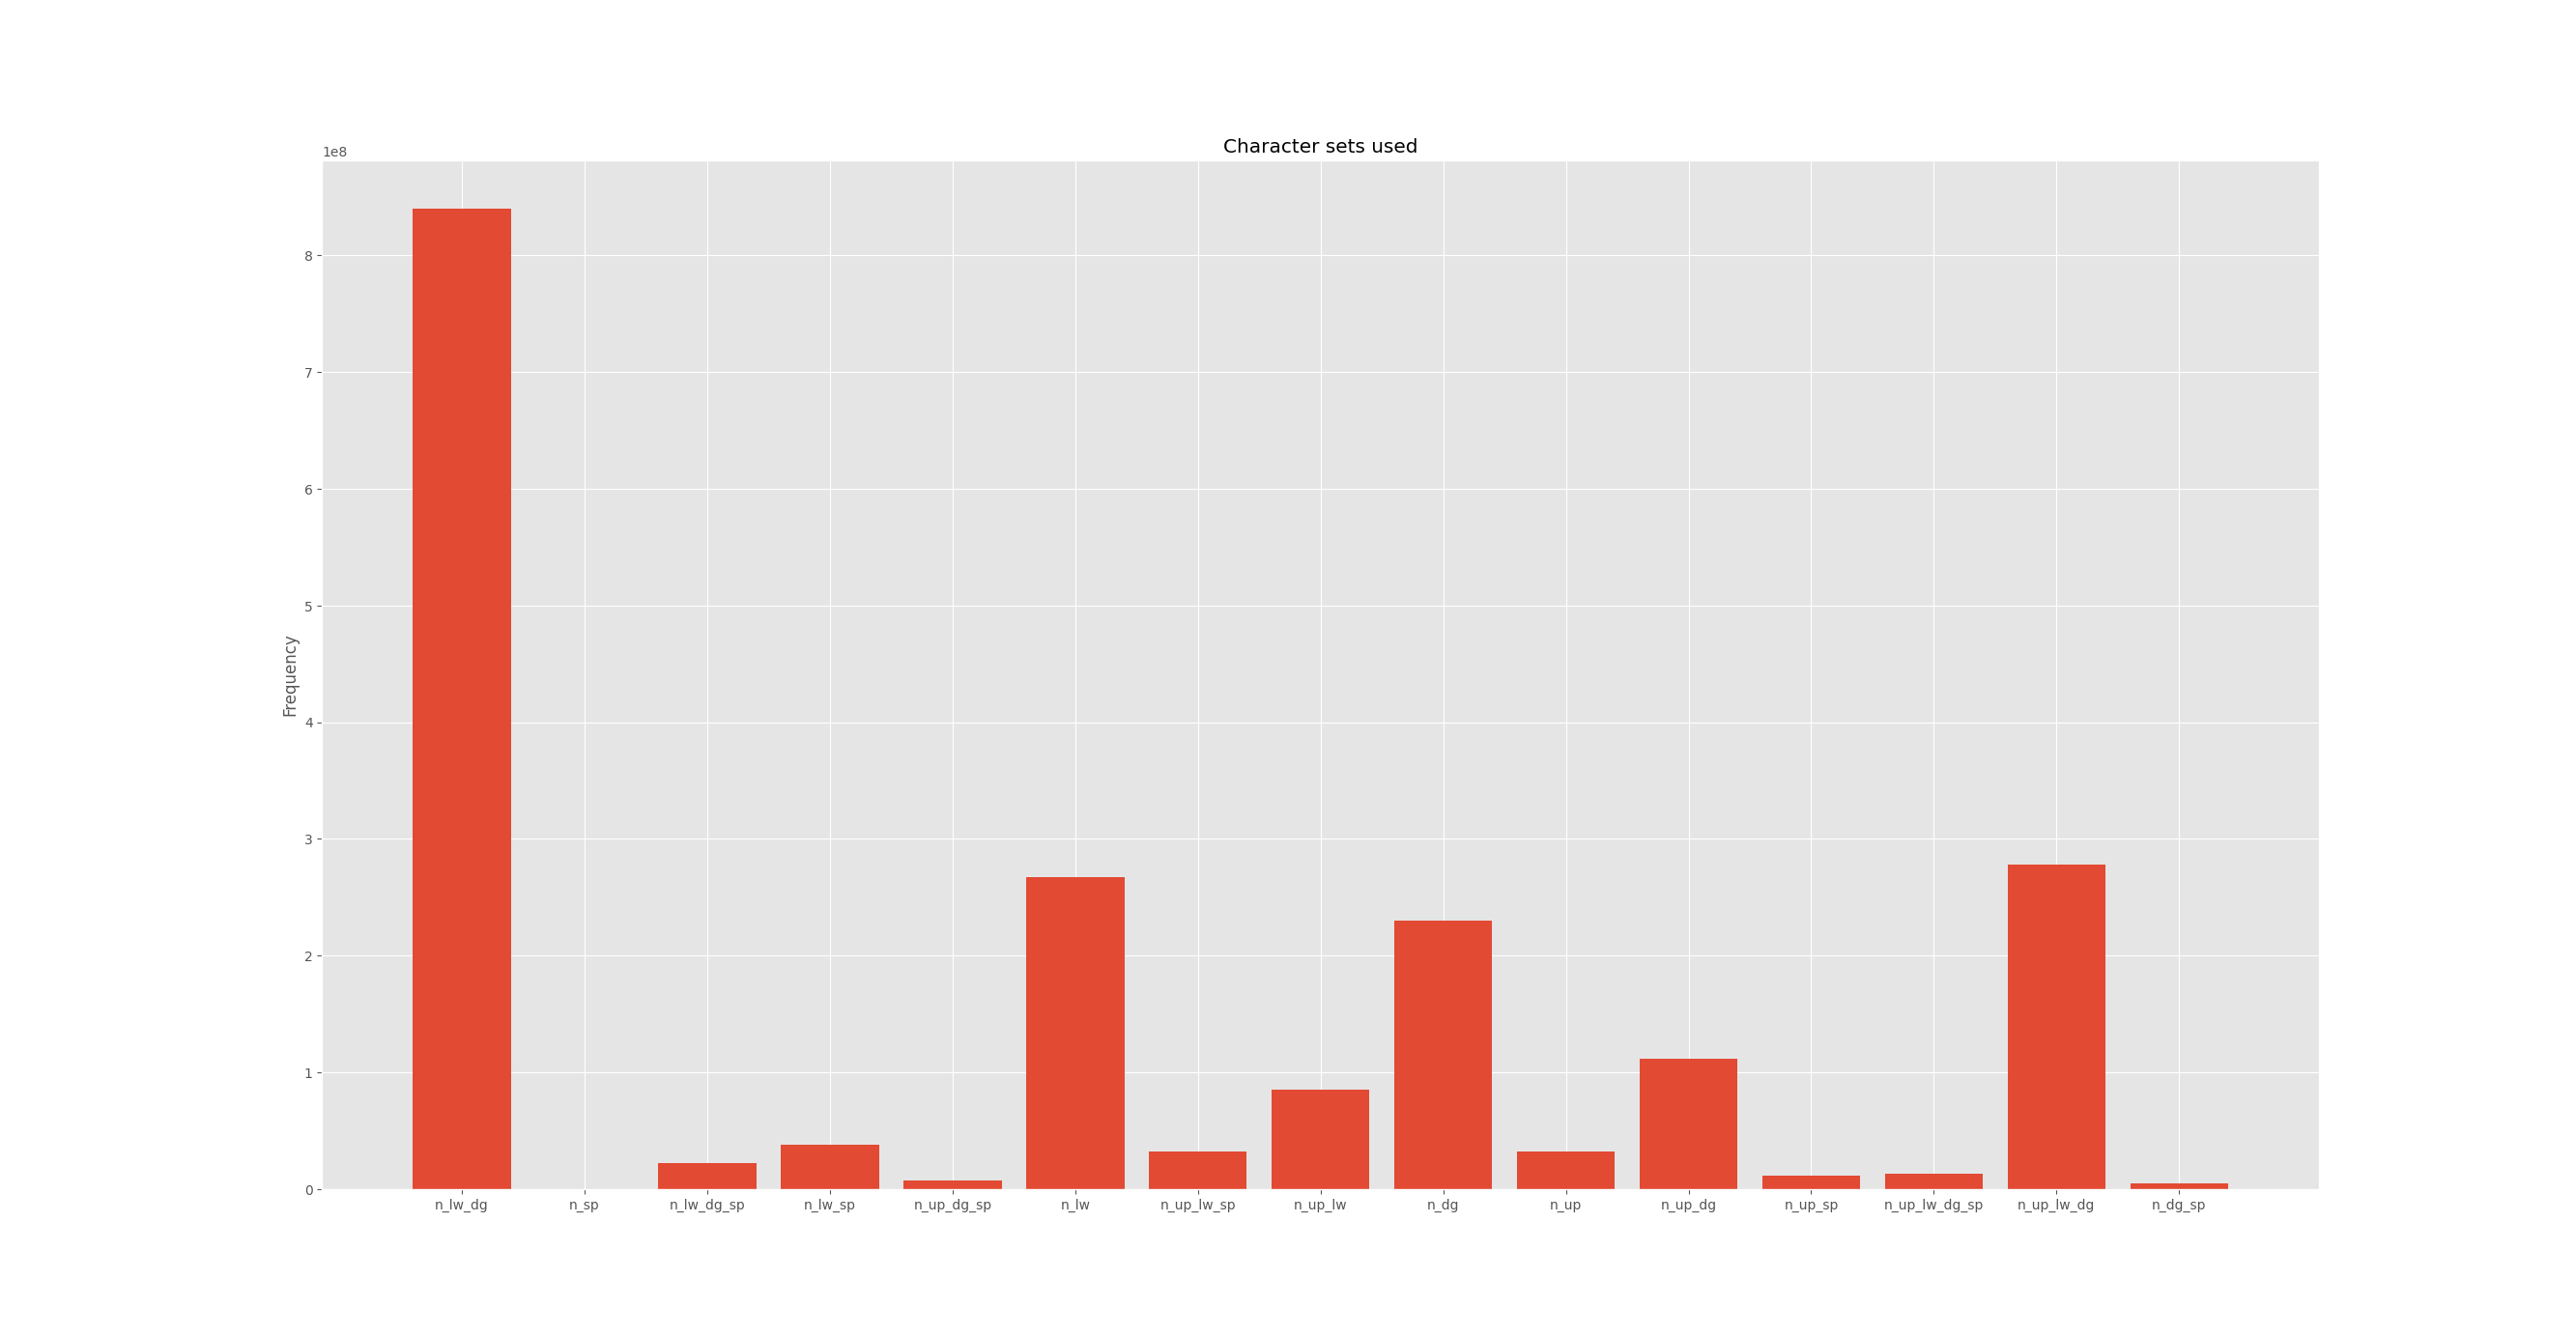 Character sets used
1e8
8
7
6
5
4
3
2
1
0
Frequency
n_lw_dg n_sp n_lw_dg_sp n_lw_sp n_up_dg_sp n_lw n_up_lw_sp n_up_lw n_dg n_up n_up_dg n_up_sp n_up_lw_dg_sp n_up_lw_dg n_dg_sp